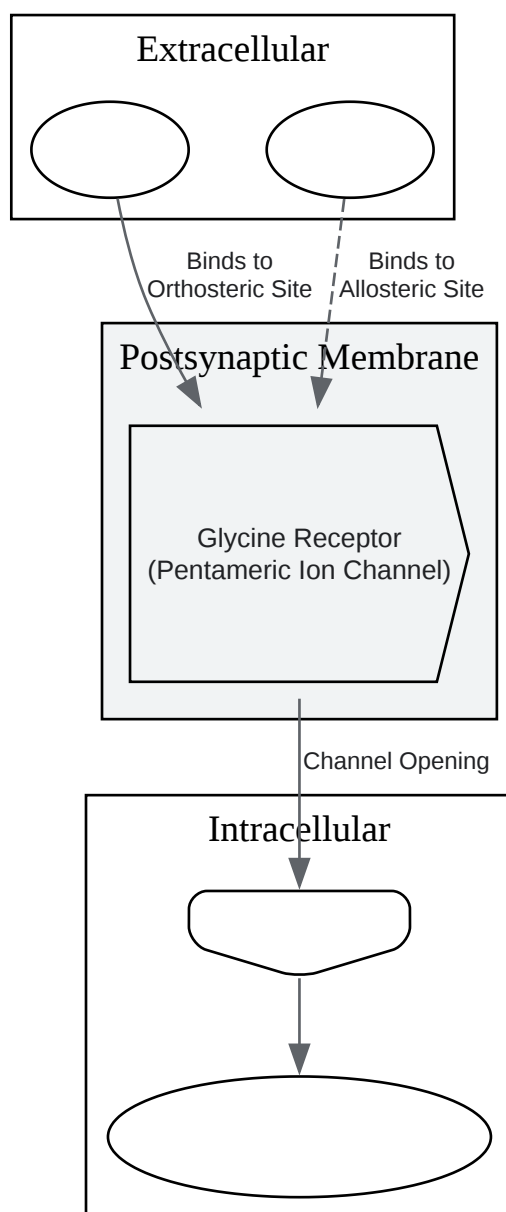 Extracellular
Binds to
Orthosteric Site
Binds to
Allosteric Site
Postsynaptic Membrane
Glycine Receptor
(Pentameric Ion Channel)
Channel Opening
Intracellular